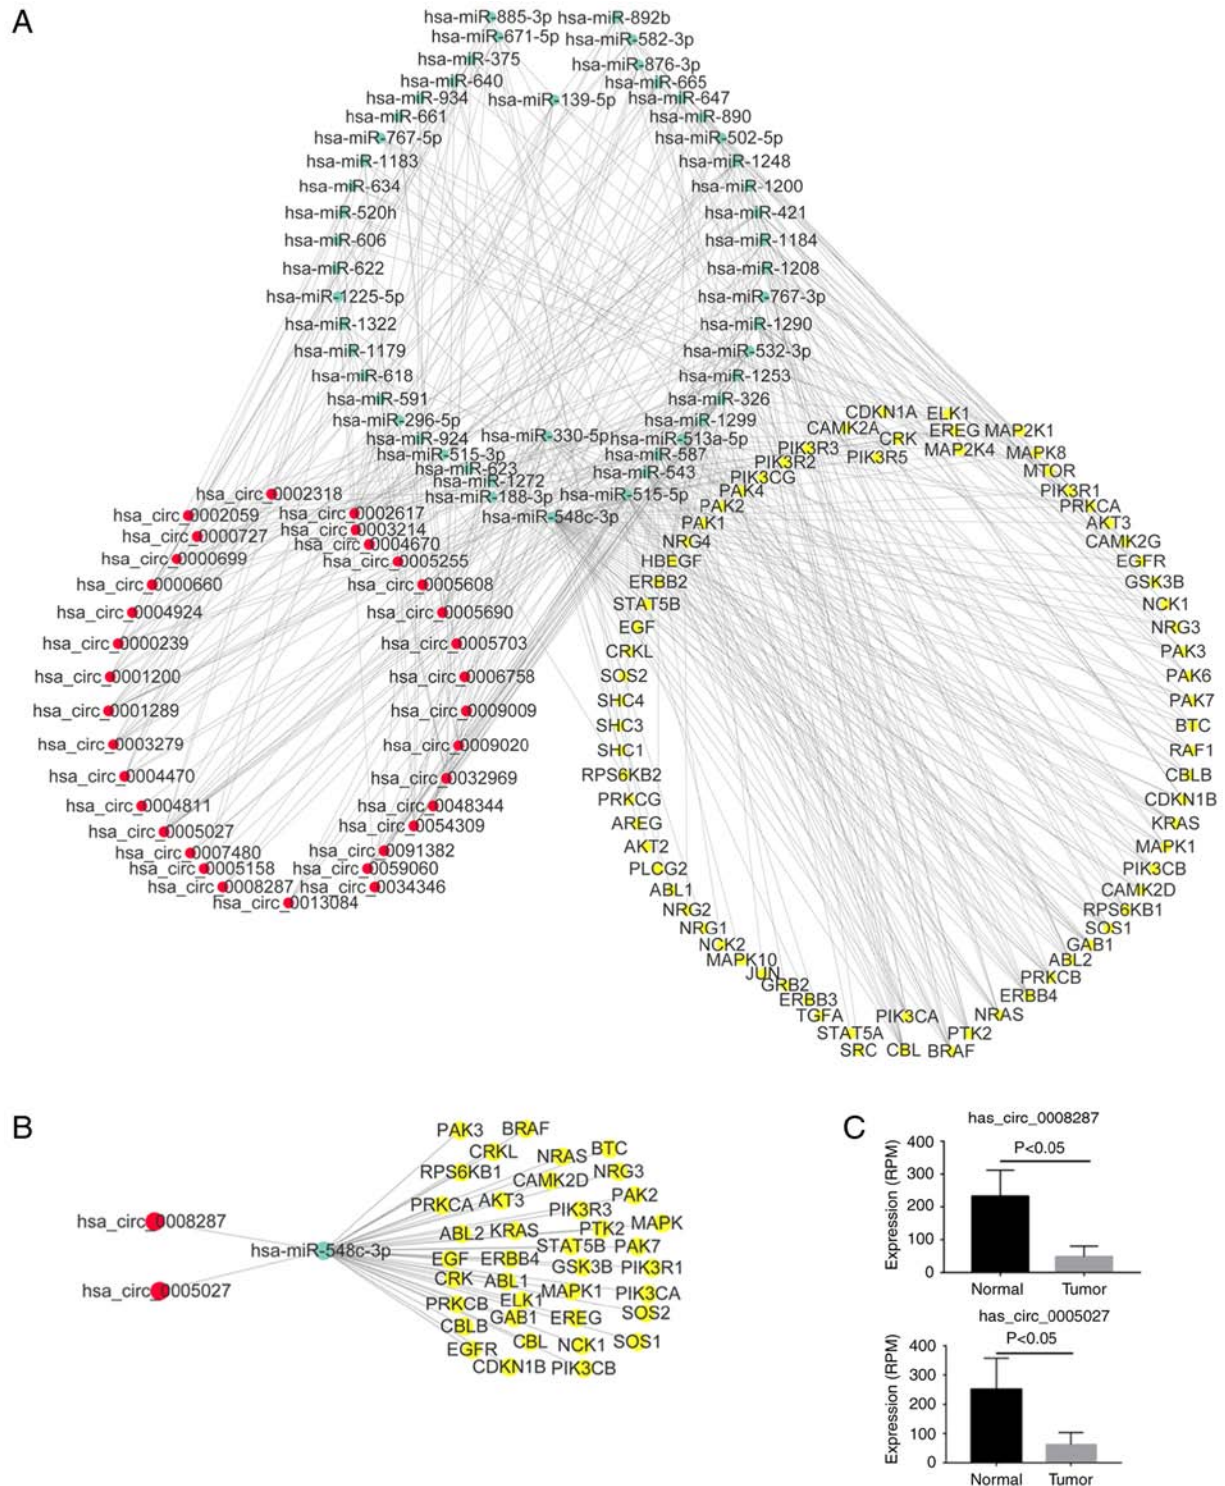 A
hsa-miR-885-3p hsa-miR-892b
hsa-miR-671-5p hsa-miR-582-3p
hsa-miR-375 hsa-miR-876-3p
hsa-miR-640 hsa-miR-665
hsa-miR-934 hsa-miR-139-5p hsa-miR-647
hsa-miR-661 hsa-miR-890
hsa-miR-767-5p hsa-miR-502-5p
hsa-miR-1183 hsa-miR-1248
hsa-miR-634 hsa-miR-1200
hsa-miR-520h hsa-miR-421
hsa-miR-606 hsa-miR-1184
hsa-miR-622 hsa-miR-1208
hsa-miR-1225-5p hsa-miR-767-3p
hsa-miR-1322 hsa-miR-1290
hsa-miR-1179 hsa-miR-532-3p
hsa-miR-618 hsa-miR-1253
hsa-miR-591 hsa-miR-326
hsa-miR-296-5p hsa-miR-1299
hsa-miR-924 hsa-miR-330-5p hsa-miR-513a-5p
hsa-miR-515-3p hsa-miR-587
hsa-miR-623 hsa-miR-543
hsa-miR-1272
hsa-miR-188-3p hsa-miR-515-5p
hsa-miR-548c-3p
hsa_circ_0002318
hsa_circ_0002059 hsa_circ_0002617
hsa_circ_0000727 hsa_circ_0003214
hsa_circ_0004670
hsa_circ_0000699 hsa_circ_0005255
hsa_circ_0000660 hsa_circ_0005608
hsa_circ_0004924 hsa_circ_0005690
hsa_circ_0000239 hsa_circ_0005703
hsa_circ_0001200 hsa_circ_0006758
hsa_circ_0001289 hsa_circ_0009009
hsa_circ_0003279 hsa_circ_0009020
hsa_circ_0004470 hsa_circ_0032969
hsa_circ_0004811 hsa_circ_0048344
hsa_circ_0005027 hsa_circ_0054309
hsa_circ_0007480 hsa_circ_0091382
hsa_circ_0005158 hsa_circ_0059060
hsa_circ_0008287 hsa_circ_0034346
hsa_circ_0013084
CDKN1A ELK1
CAMK2A CRK EREG MAP2K1
PIK3R3 PIK3R5 MAP2K4 MAPK8
PIK3R2 MTOR
PIK3CG PIK3R1
PAK4 PRKCA
PAK2 AKT3
PAK1 CAMK2G
NRG4 EGFR
HBEGF GSK3B
ERBB2 NCK1
STAT5B NRG3
EGF PAK3
CRKL PAK6
SOS2 PAK7
SHC4 BTC
SHC3 RAF1
SHC1 CBLB
RPS6KB2 CDKN1B
PRKCG KRAS
AREG MAPK1
AKT2 PIK3CB
PLCG2 CAMK2D
ABL1 RPS6KB1
NRG2 SOS1
NRG1 GAB1
NCK2 ABL2
MAPK10 PRKCB
JUN ERBB4
GRB2 NRAS
ERBB3 PTK2
TGFA PIK3CA
STAT5A
SRC CBL BRAF
B
hsa_circ_0008287
hsa_circ_0005027
hsa-miR-548c-3p
PAK3 BRAF
CRKL NRAS BTC
RPS6KB1 CAMK2D NRG3
PRKCA AKT3 PIK3R3 PAK2
ABL2 KRAS PTK2 MAPK
EGF ERBB4 STAT5B PAK7
GSK3B PIK3R1
CRK ABL1 MAPK1 PIK3CA
PRKCB ELK1 SOS2
CBLB GAB1 EREG
EGFR CBL NCK1 SOS1
CDKN1B PIK3CB
C
has_circ_0008287
P<0.05
Expression (RPM)
400
300
200
100
0
Normal Tumor
has_circ_0005027
P<0.05
Expression (RPM)
400
300
200
100
0
Normal Tumor